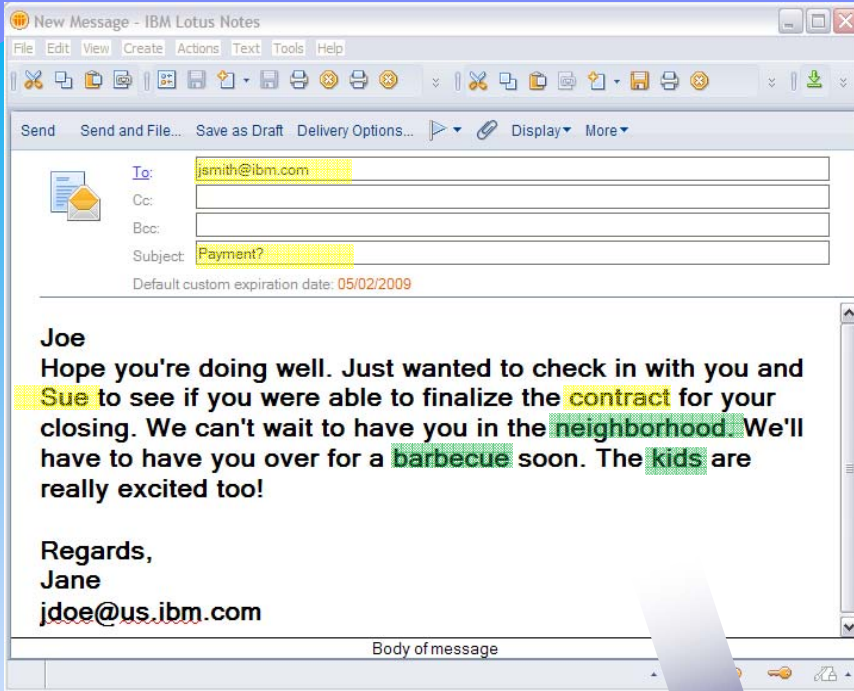 New Message - IBM Lotus Notes
File Edit View Create Actions Text Tools Help
Send Send and File... Save as Draft Delivery Options... Display More
To: jsmith@ibm.com
Cc:
Bcc:
Subject: Payment?
Default custom expiration date: 05/02/2009
Joe
Hope you're doing well. Just wanted to check in with you and
Sue to see if you were able to finalize the contract for your
closing. We can't wait to have you in the neighborhood. We'll
have to have you over for a barbecue soon. The kids are
really excited too!
Regards,
Jane
jdoe@us.ibm.com
Body of message